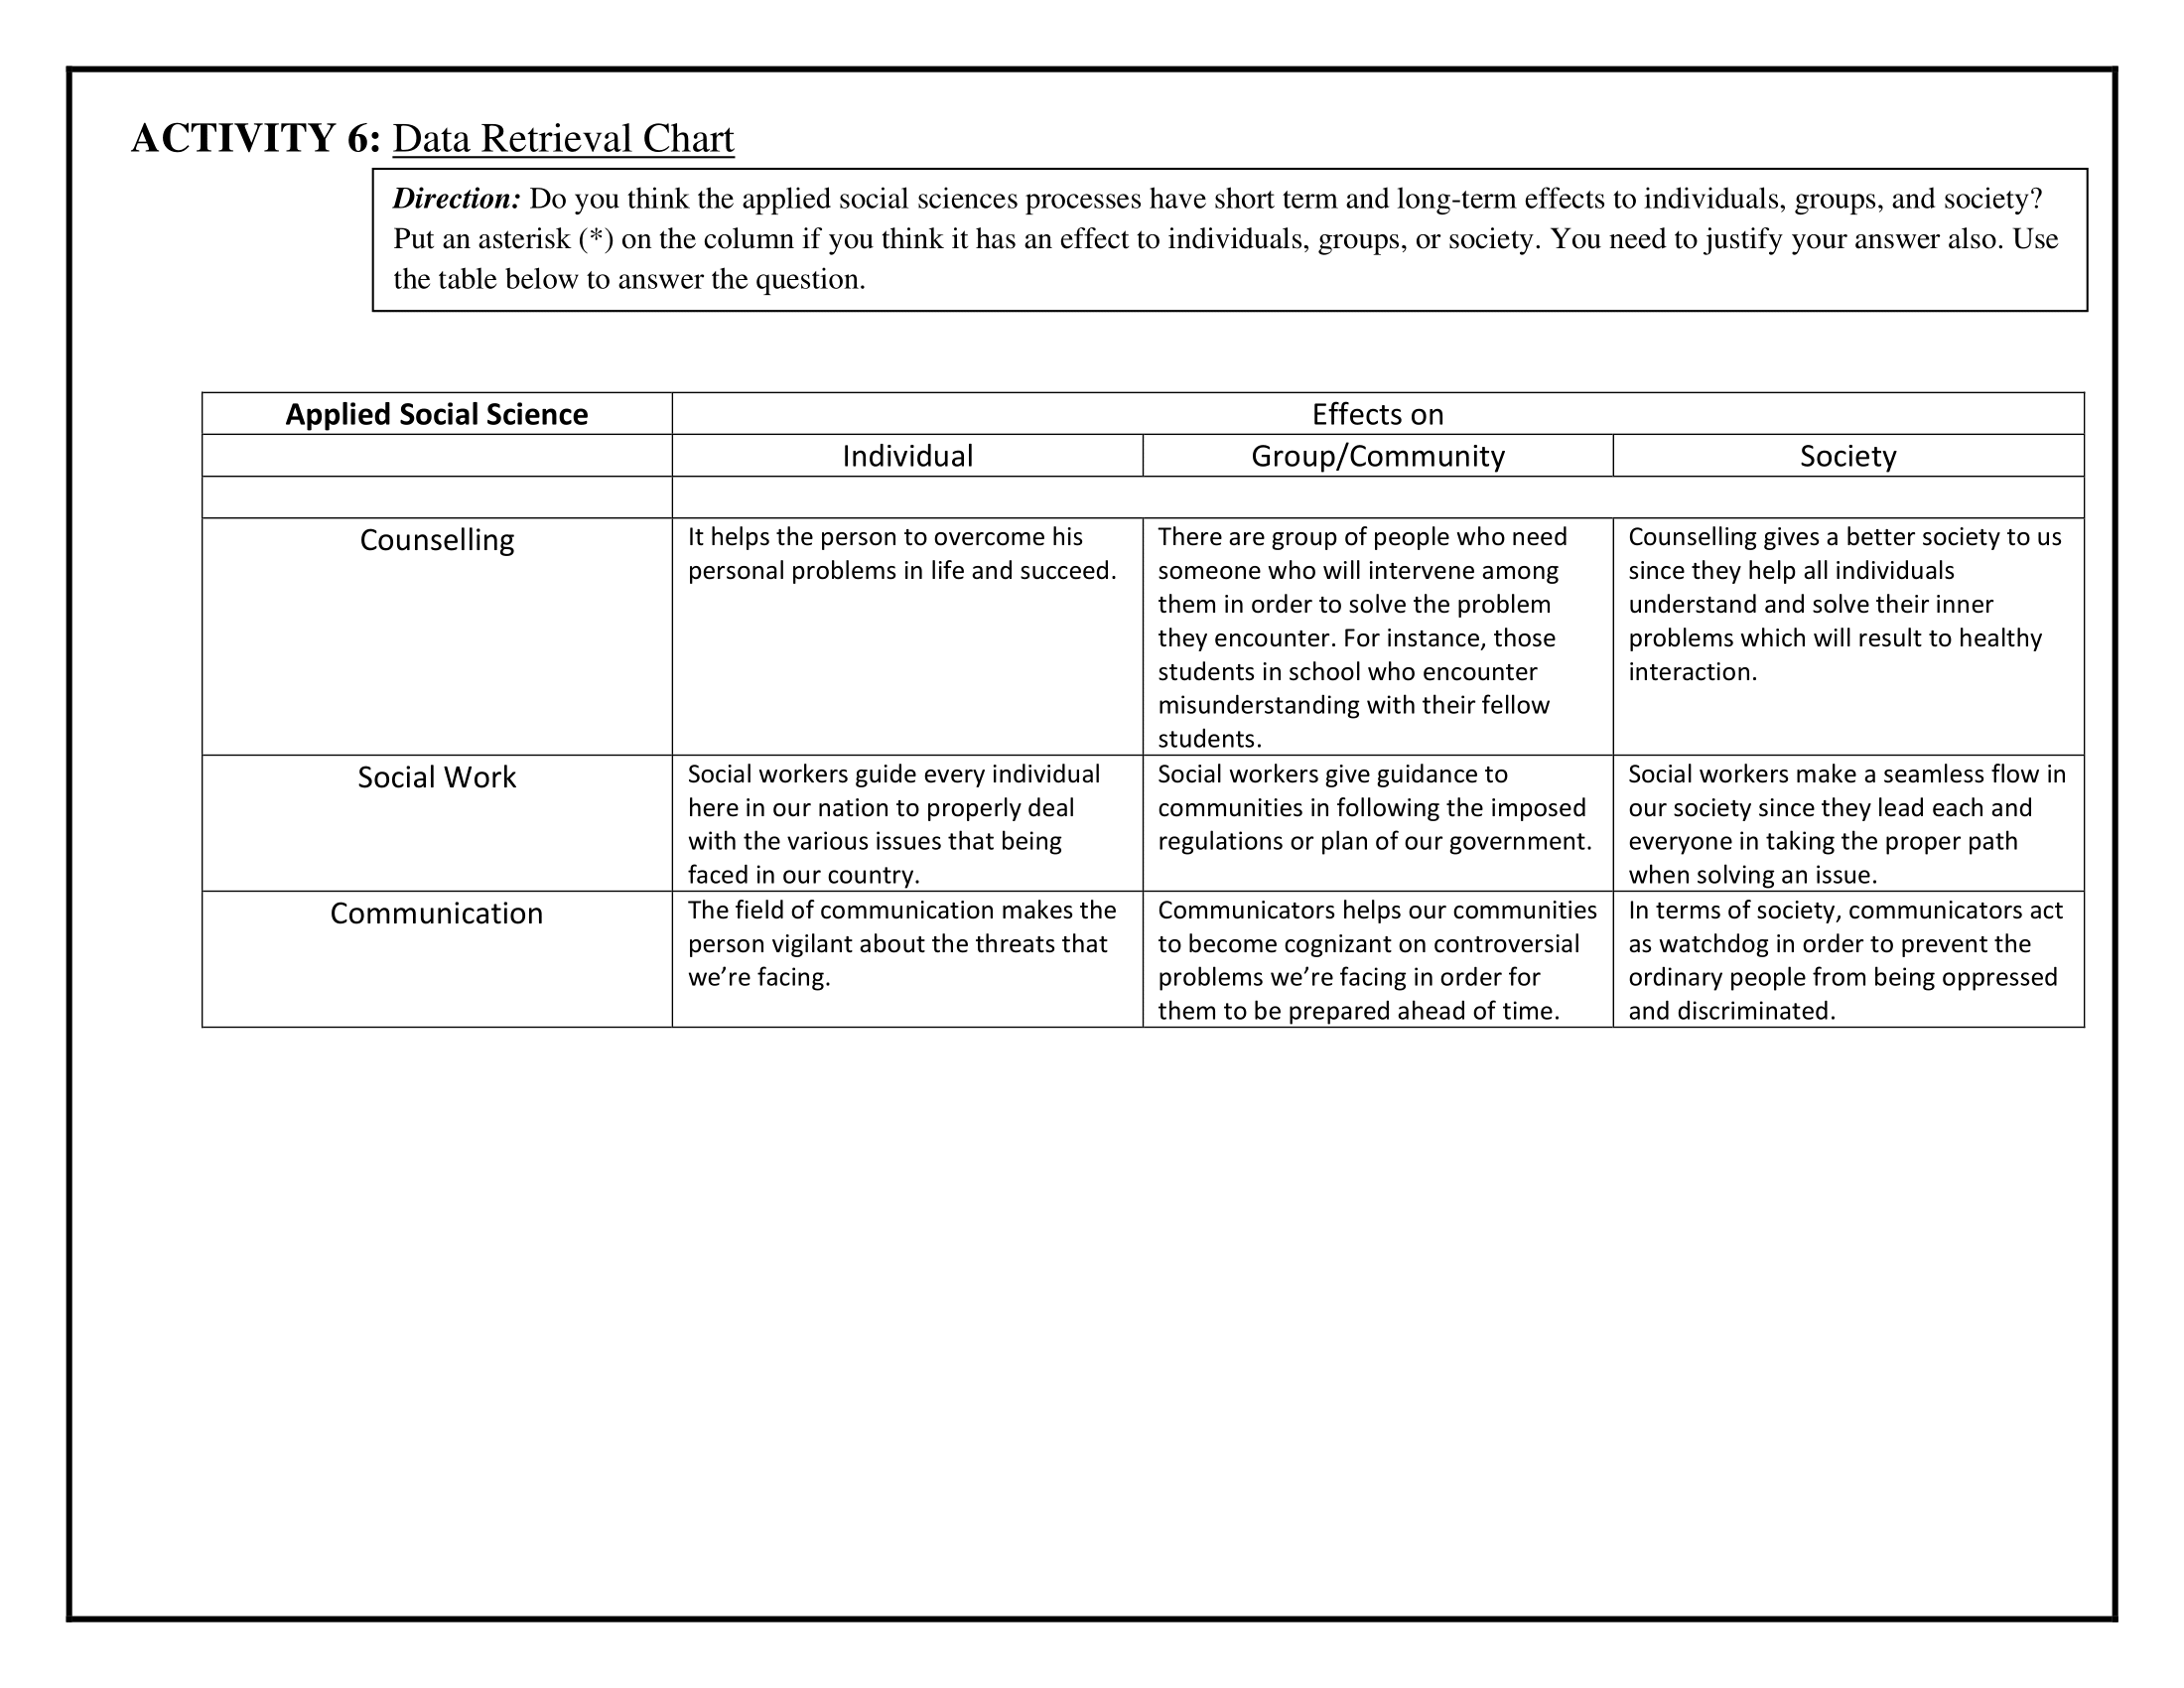 ACTIVITY 6: Data Retrieval Chart
Direction: Do you think the applied social sciences processes have short term and long-term effects to individuals, groups, and society?
Put an asterisk (*) on the column if you think it has an effect to individuals, groups, or society. You need to justify your answer also. Use
the table below to answer the question.
Applied Social Science
Effects on
Individual
Group/Community
Society
Counselling
It helps the person to overcome his
personal problems in life and succeed.
There are group of people who need
someone who will intervene among
them in order to solve the problem
they encounter. For instance, those
students in school who encounter
misunderstanding with their fellow
students.
Counselling gives a better society to us
since they help all individuals
understand and solve their inner
problems which will result to healthy
interaction.
Social Work
Social workers guide every individual
here in our nation to properly deal
with the various issues that being
faced in our country.
Social workers give guidance to
communities in following the imposed
regulations or plan of our government.
Social workers make a seamless flow in
our society since they lead each and
everyone in taking the proper path
when solving an issue.
Communication
The field of communication makes the
person vigilant about the threats that
we’re facing.
Communicators helps our communities
to become cognizant on controversial
problems we’re facing in order for
them to be prepared ahead of time.
In terms of society, communicators act
as watchdog in order to prevent the
ordinary people from being oppressed
and discriminated.